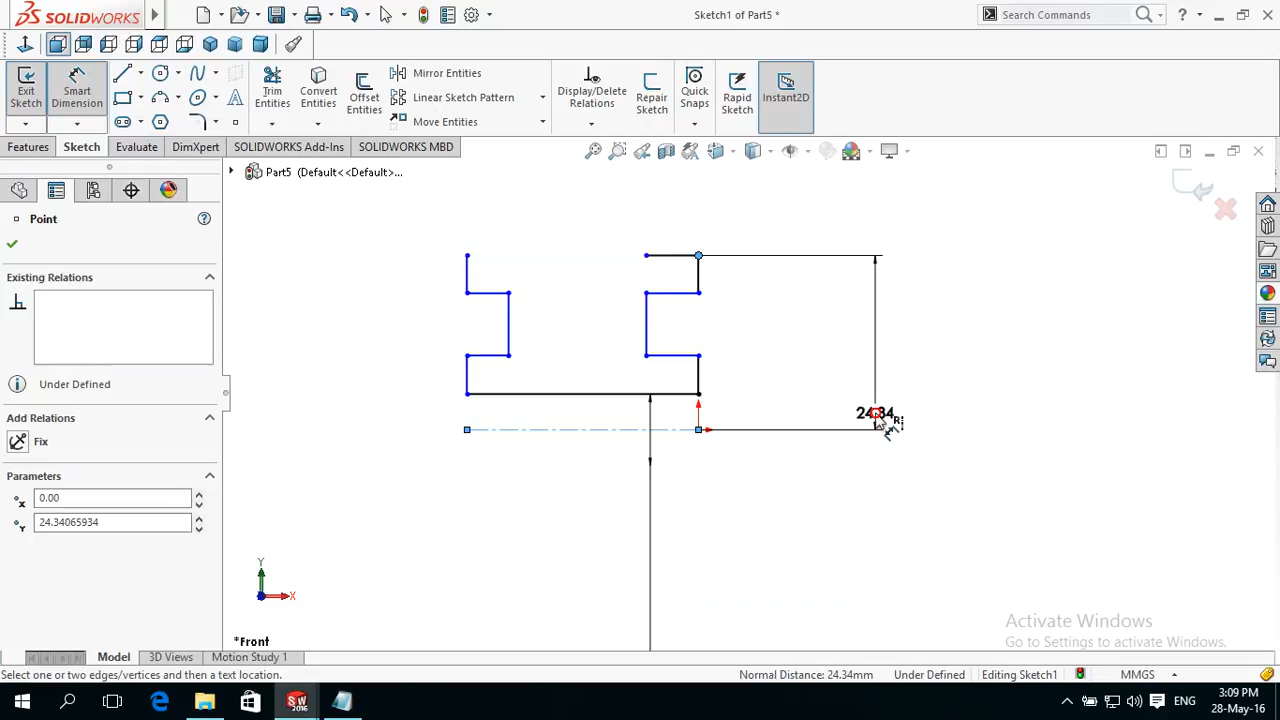 SOLIDWORKS
Sketch1 of Part5 *
Search Commands
Exit Sketch
Smart Dimension
Trim Entities
Convert Entities
Offset Entities
Mirror Entities
Linear Sketch Pattern
Move Entities
Display/Delete Relations
Repair Sketch
Quick Snaps
Rapid Sketch
Instant2D
Features
Sketch
Evaluate
DimXpert
SOLIDWORKS Add-Ins
SOLIDWORKS MBD
Part5 (Default<<Default>...
Point
Existing Relations
Under Defined
Add Relations
Fix
Parameters
0.00
24.34065934
24.34
Y
X
*Front
Activate Windows
Go to Settings to activate Windows.
Model
3D Views
Motion Study 1
Select one or two edges/vertices and then a text location.
Normal Distance: 24.34mm
Under Defined
Editing Sketch1
MMGS
ENG
3:09 PM
28-May-16